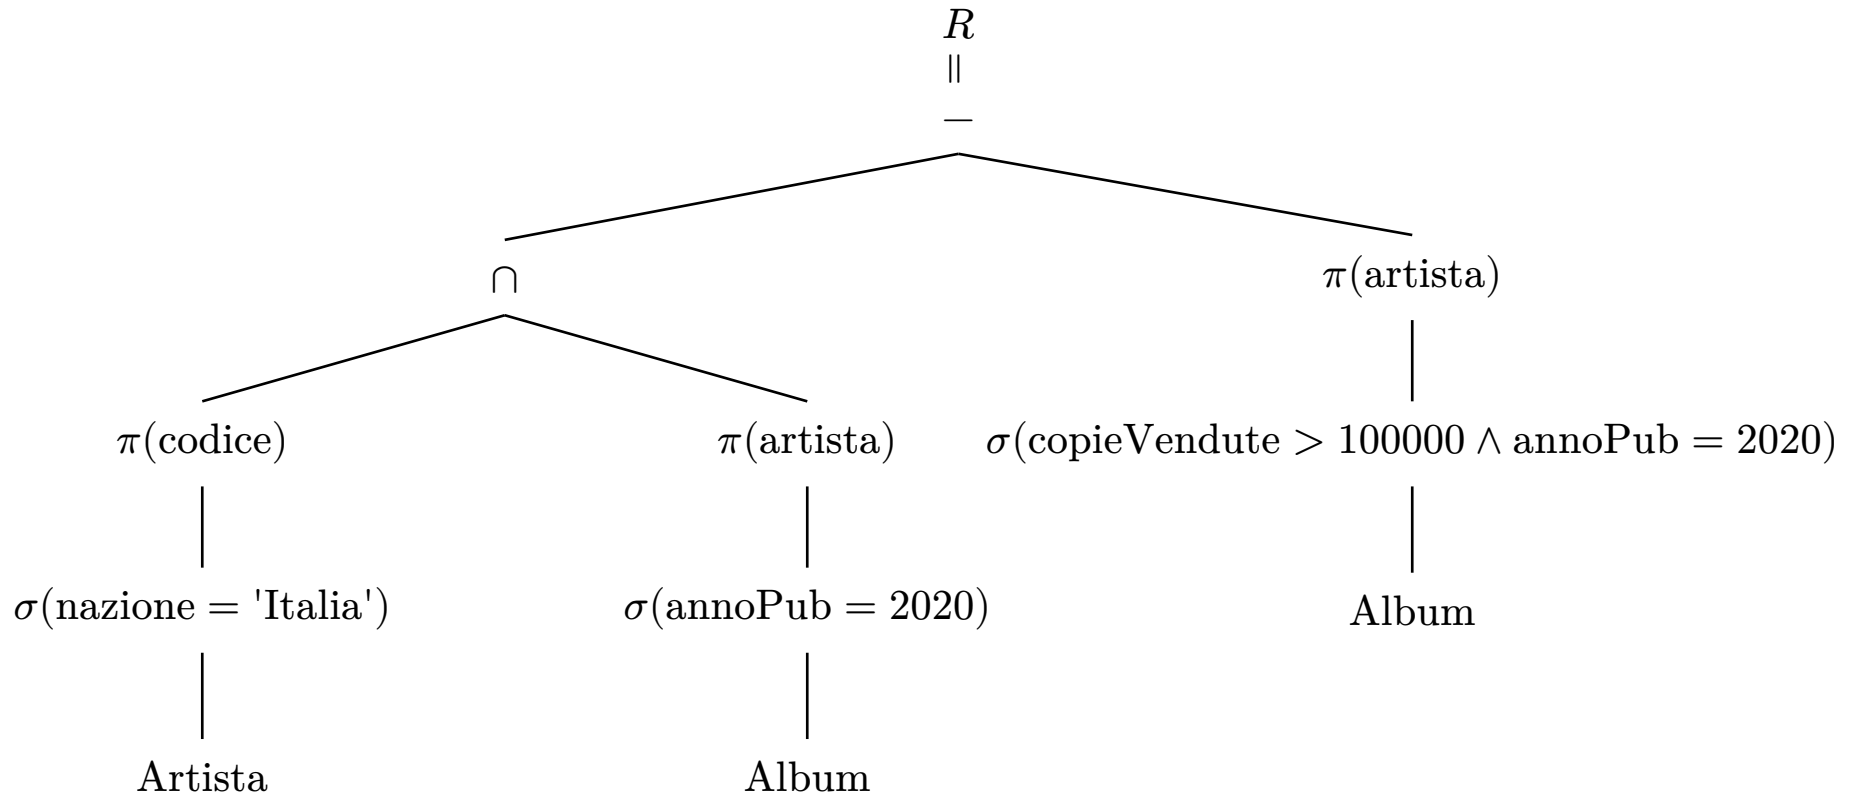 R
=
−
∩
π(artista)
π(codice) π(artista) σ(copieVendute > 100000 ∧ annoPub = 2020)
σ(nazione = 'Italia') σ(annoPub = 2020) Album
Artista Album